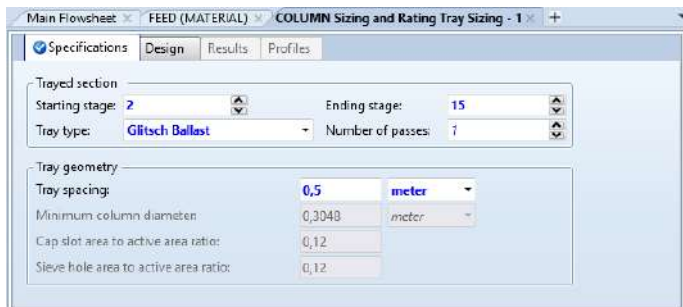 Main Flowsheet FEED (MATERIAL) COLUMN Sizing and Rating Tray Sizing - 1
Specifications Design Results Profiles
Trayed section
Starting stage: 2 Ending stage: 15
Tray type: Glitsch Ballast Number of passes: 1
Tray geometry
Tray spacing: 0,5 meter
Minimum column diameter: 0,3048 meter
Cap slot area to active area ratio: 0,12
Sieve hole area to active area ratio: 0,12